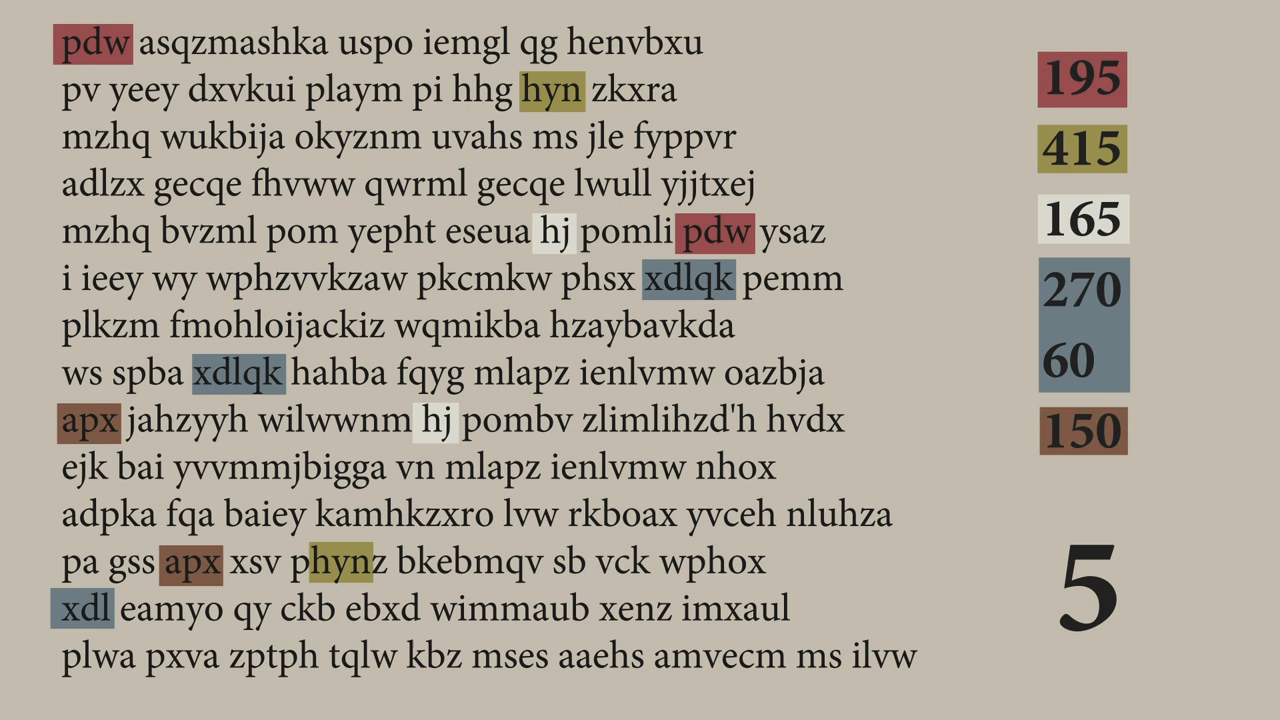 pdw asqzmashka uspo iemgl qg henvbxu
pv yeey dxvkui playm pi hhg hyn zkxra
mzhq wukbija okyznm uvahs ms jle fyppvr
adlzx gecqe fhvww qwrml gecqe lwull yjjtxej
mzhq bvzml pom yepht eseua hj pomli pdw ysaz
i ieey wy wphzvvkzaw pkcmkw phsx xdlqk pemm
plkzm fmohloijackiz wqmikba hzaybavkda
ws spba xdlqk hahba fqyg mlapz ienlvmw oazbja
apx jahzyyh wilwwnm hj pombv zlimlihzd'h hvdx
ejk bai yvvmmjbigga vn mlapz ienlvmw nhox
adpka fqa baiey kamhkzxro lvw rkboax yvceh nluhza
pa gss apx xsv phynz bkebmqv sb vck wphox
xdl eamyo qy ckb ebxd wimmaub xenz imxaul
plwa pxva zptph tqlw kbz mses aaehs amvecm ms ilvw
195
415
165
270
60
150
5